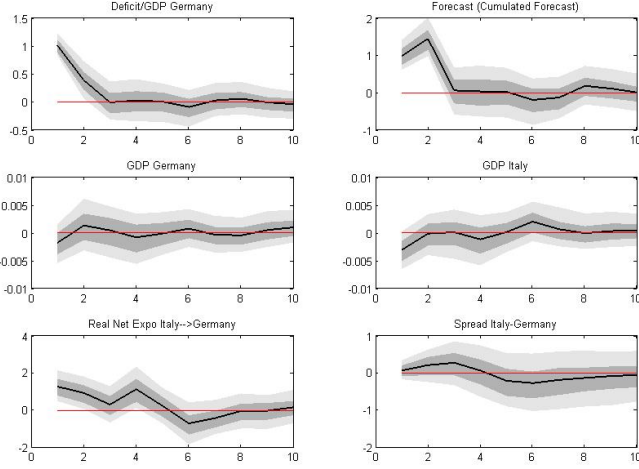 Deficit/GDP Germany
1.5
1
0.5
0
-0.5
0 2 4 6 8 10
Forecast (Cumulated Forecast)
2
1
0
-1
0 2 4 6 8 10
GDP Germany
0.01
0.005
0
-0.005
-0.01
0 2 4 6 8 10
GDP Italy
0.01
0.005
0
-0.005
-0.01
0 2 4 6 8 10
Real Net Expo Italy-->Germany
4
2
0
-2
0 2 4 6 8 10
Spread Italy-Germany
1
0
-1
-2
0 2 4 6 8 10